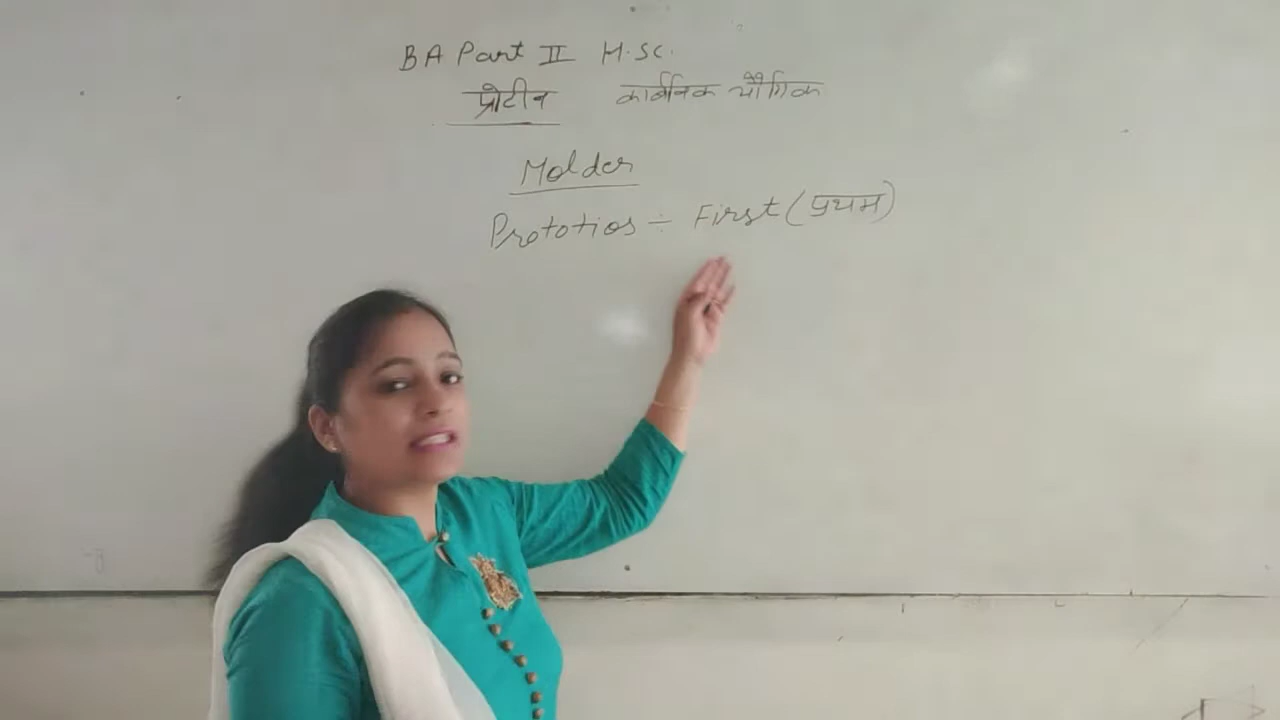 BA Part II H.Sc.
प्रोटीन कार्बनिक यौगिक
Molder
Prototios ÷ First (प्रथम)